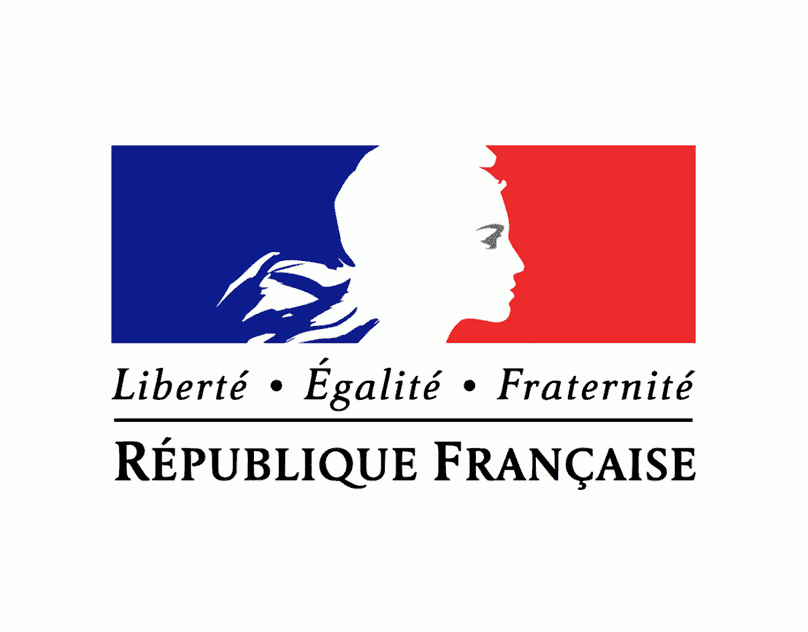 Liberté • Égalité • Fraternité
RÉPUBLIQUE FRANÇAISE